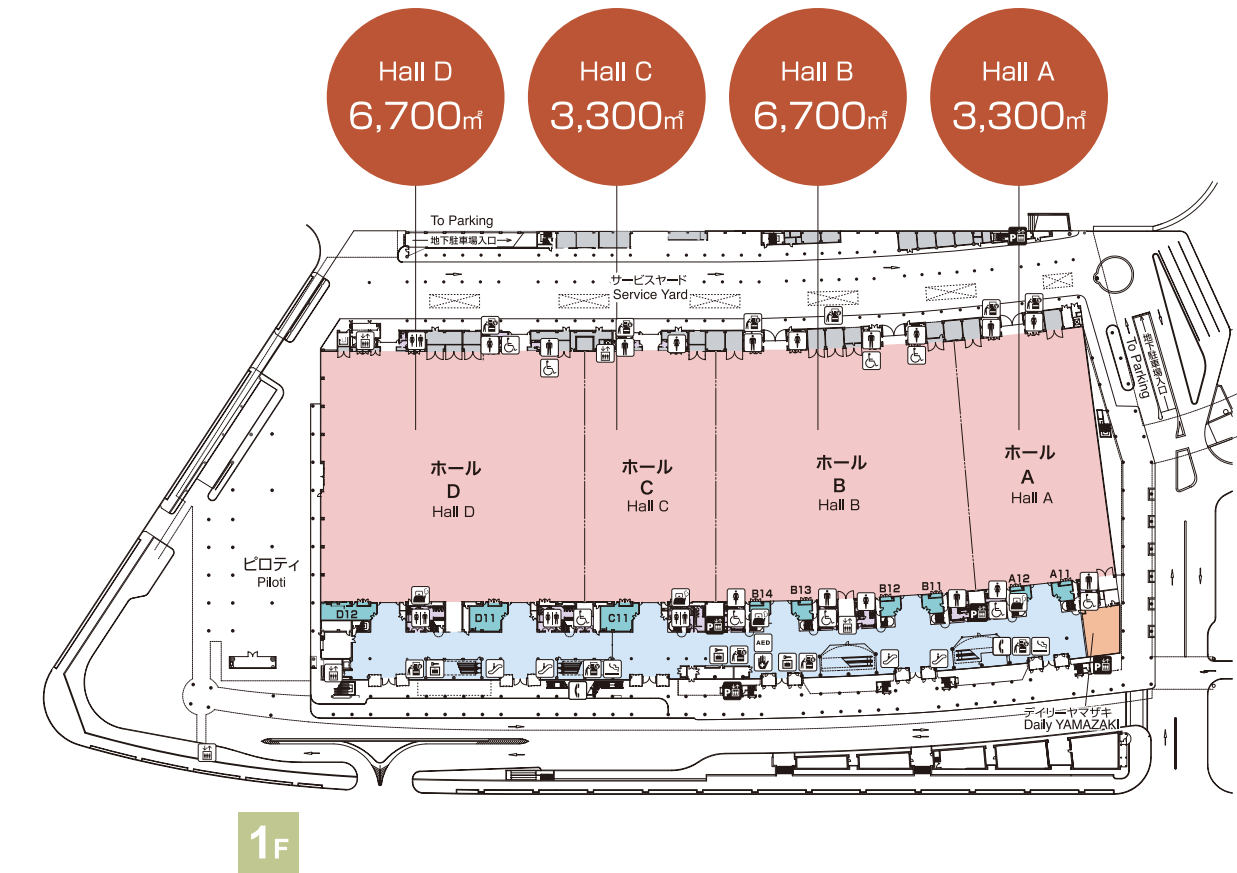 Hall D
6,700㎡
Hall C
3,300㎡
Hall B
6,700㎡
Hall A
3,300㎡
To Parking
地下駐車場入口
サービスヤード
Service Yard
地下駐車場入口
To Parking
ホール
D
Hall D
ホール
C
Hall C
ホール
B
Hall B
ホール
A
Hall A
ピロティ
Piloti
D12
D11
C11
B14
B13
B12
B11
A12
A11
AED
P
P
P
P
P
デイリーヤマザキ
Daily YAMAZAKI
1F